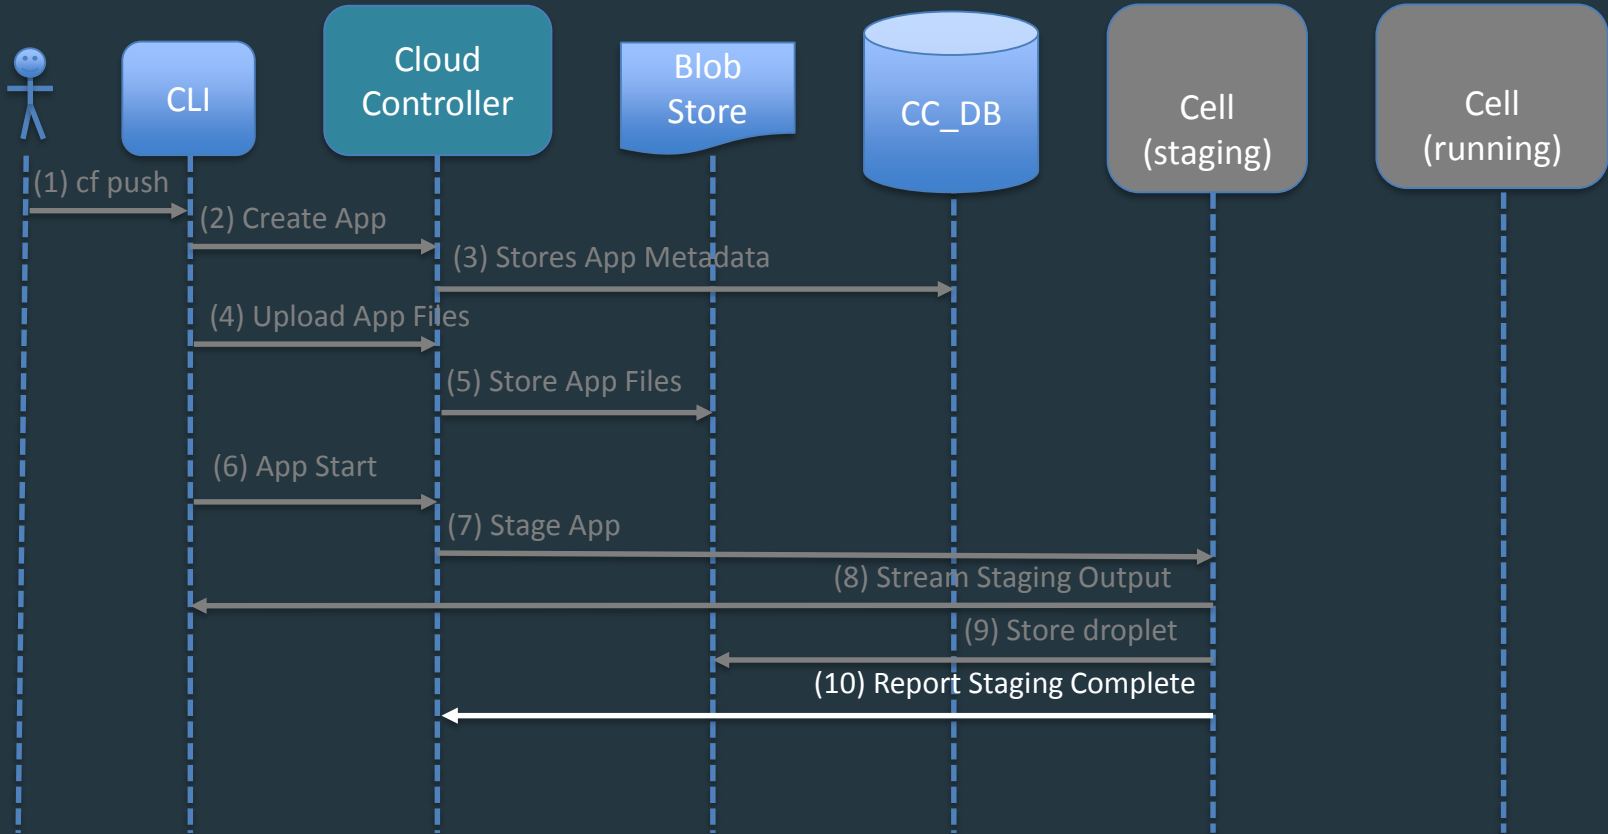 CLI
Cloud
Controller
Blob
Store
CC_DB
Cell
(staging)
Cell
(running)
(1) cf push
(2) Create App
(3) Stores App Metadata
(4) Upload App Files
(5) Store App Files
(6) App Start
(7) Stage App
(8) Stream Staging Output
(9) Store droplet
(10) Report Staging Complete